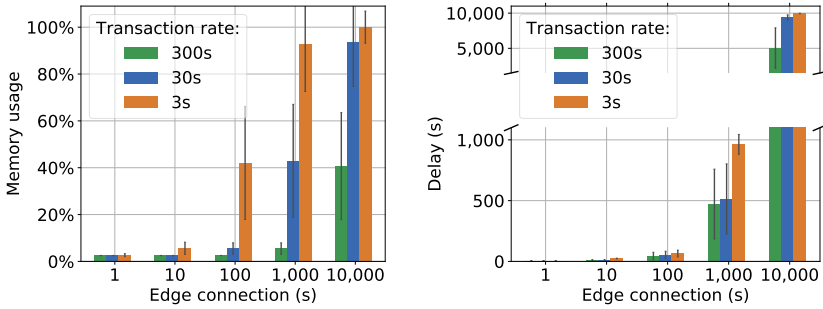 Memory usage
100%
80%
60%
40%
20%
0%
Transaction rate:
300s
30s
3s
1
10
100
1,000
10,000
Edge connection (s)
Delay (s)
10,000
5,000
1,000
500
0
Transaction rate:
300s
30s
3s
1
10
100
1,000
10,000
Edge connection (s)